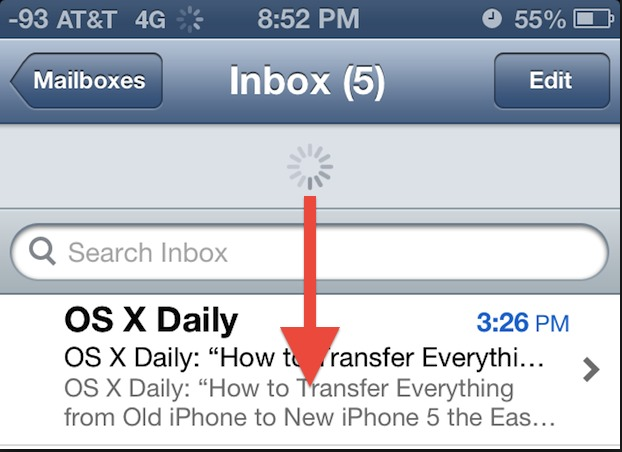 -93 AT&T 4G 8:52 PM 55%
Mailboxes Inbox (5) Edit
Search Inbox
OS X Daily 3:26 PM
OS X Daily: “How to Transfer Everythi...
OS X Daily: “How to Transfer Everything
from Old iPhone to New iPhone 5 the Eas...